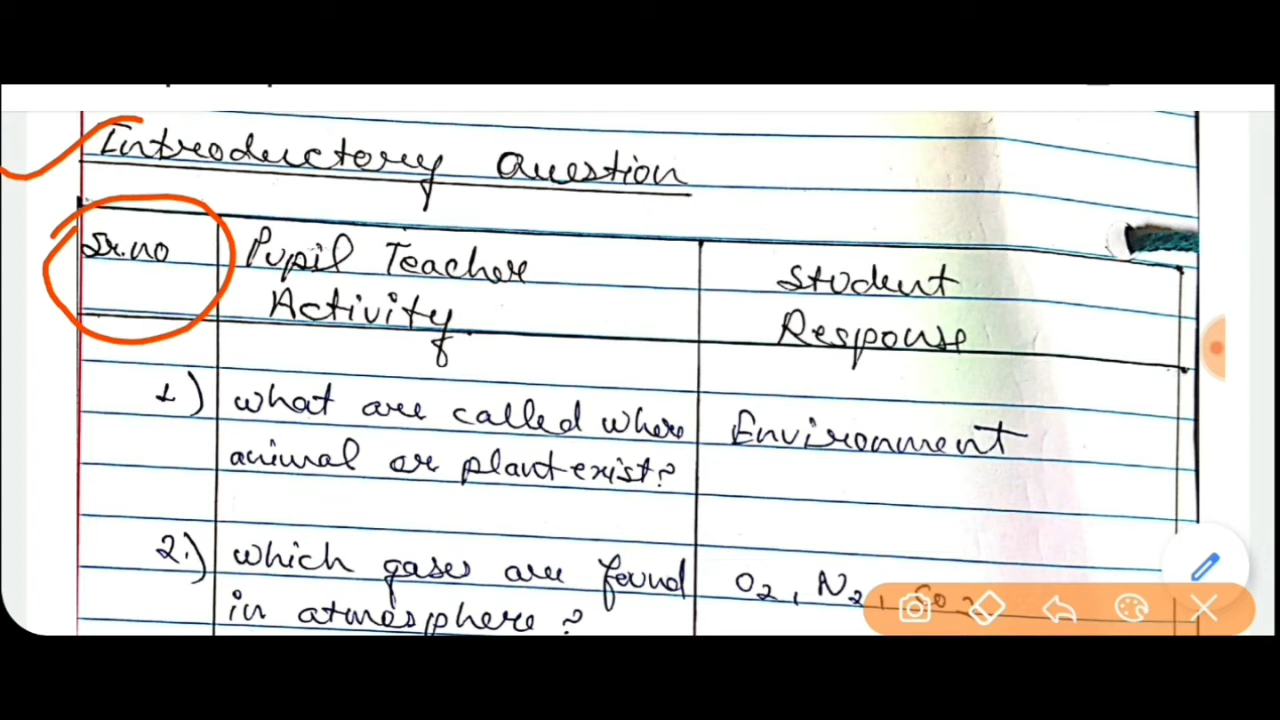 Introductory Question
Sr.no
Pupil Teacher
Activity
Student
Response
1)
what are called where
animal or plant exist?
Environment
2.)
which gases are found
in atmosphere?
O2, N2,